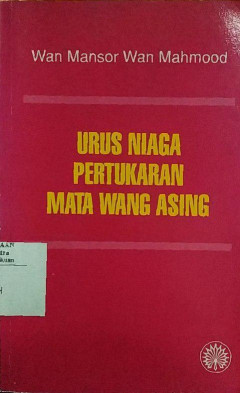 Wan Mansor Wan Mahmood
URUS NIAGA
PERTUKARAN
MATA WANG ASING